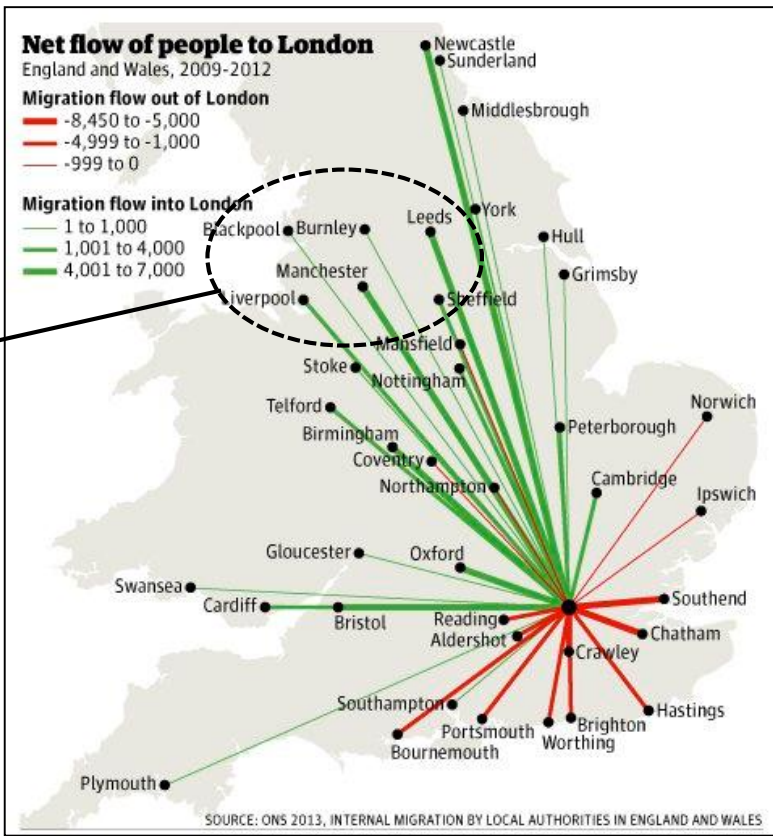 Net flow of people to London
England and Wales, 2009-2012
Migration flow out of London
-8,450 to -5,000
-4,999 to -1,000
-999 to 0
Migration flow into London
1 to 1,000
1,001 to 4,000
4,001 to 7,000
Newcastle
Sunderland
Middlesbrough
York
Hull
Grimsby
Blackpool
Burnley
Leeds
Manchester
Liverpool
Sheffield
Mansfield
Stoke
Nottingham
Telford
Birmingham
Coventry
Northampton
Peterborough
Norwich
Cambridge
Ipswich
Gloucester
Oxford
Swansea
Cardiff
Bristol
Reading
Aldershot
Southend
Chatham
Crawley
Southampton
Portsmouth
Bournemouth
Worthing
Brighton
Hastings
Plymouth
SOURCE: ONS 2013, INTERNAL MIGRATION BY LOCAL AUTHORITIES IN ENGLAND AND WALES